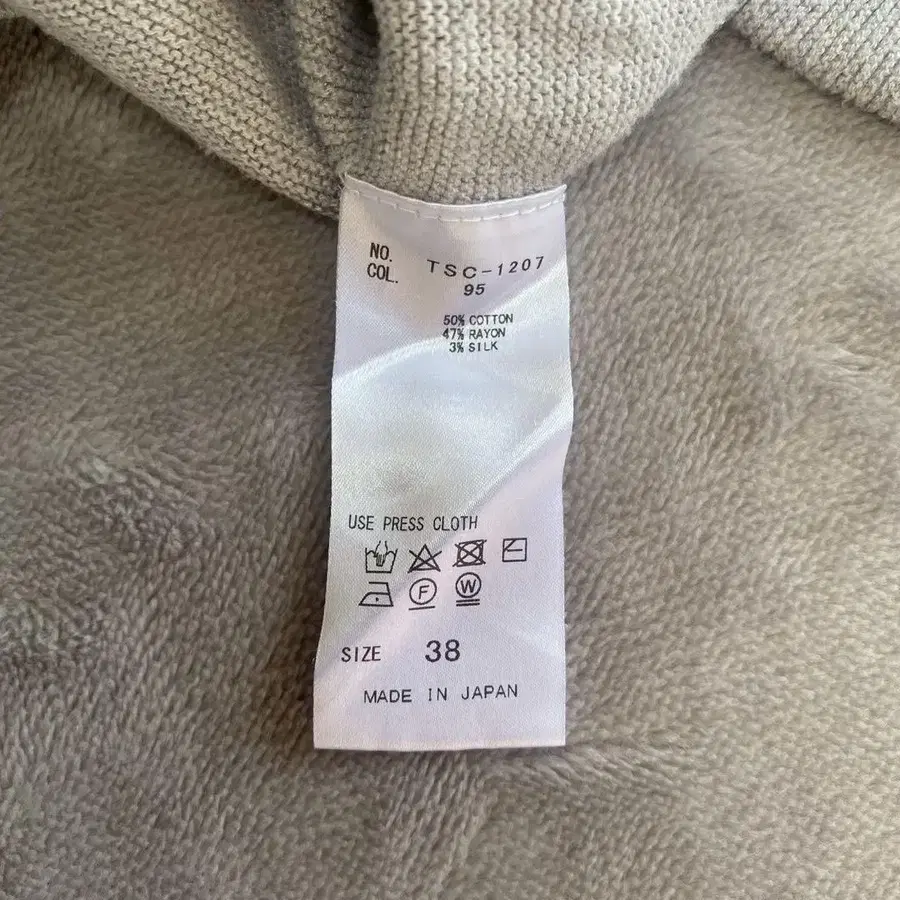 NO. TSC-1207
COL. 95
50% COTTON
47% RAYON
3% SILK
USE PRESS CLOTH
F W
SIZE 38
MADE IN JAPAN